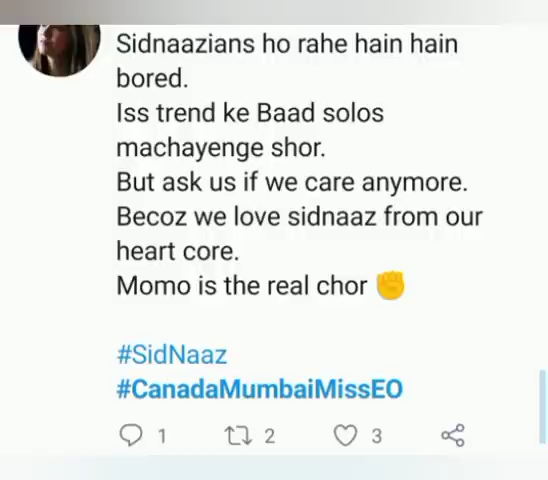 Sidnaazians ho rahe hain hain
bored.
Iss trend ke Baad solos
machayenge shor.
But ask us if we care anymore.
Becoz we love sidnaaz from our
heart core.
Momo is the real chor ✊
#SidNaaz
#CanadaMumbaiMissEO
1 2 3